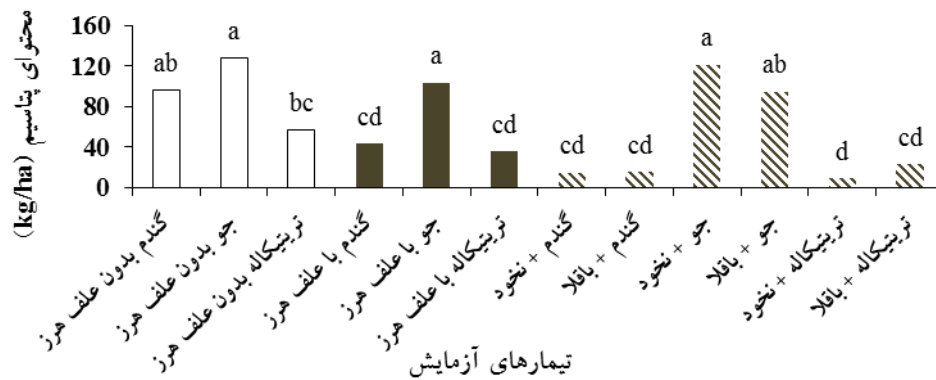 محتوای پتاسیم (kg/ha)
160
120
80
40
0
ab
a
bc
cd
a
cd
cd
cd
a
ab
d
cd
گندم بدون علف هرز
جو بدون علف هرز
تریتیکاله بدون علف هرز
گندم با علف هرز
جو با علف هرز
تریتیکاله با علف هرز
گندم + نخود
گندم + باقلا
جو + نخود
جو + باقلا
تریتیکاله + نخود
تریتیکاله + باقلا
تیمارهای آزمایش